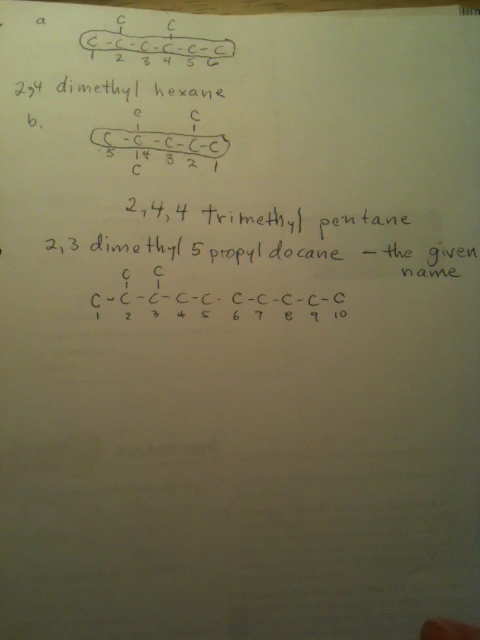 a
C C
C-C-C-C-C-C
1 2 3 4 5 6
2,4 dimethyl hexane
b.
C C
C-C-C-C-C
5 4 3 2 1
C
2,4,4 trimethyl pentane
2,3 dimethyl 5 propyl docane - the given
name
C C
C-C-C-C-C-C-C-C-C-C
1 2 3 4 5 6 7 8 9 10